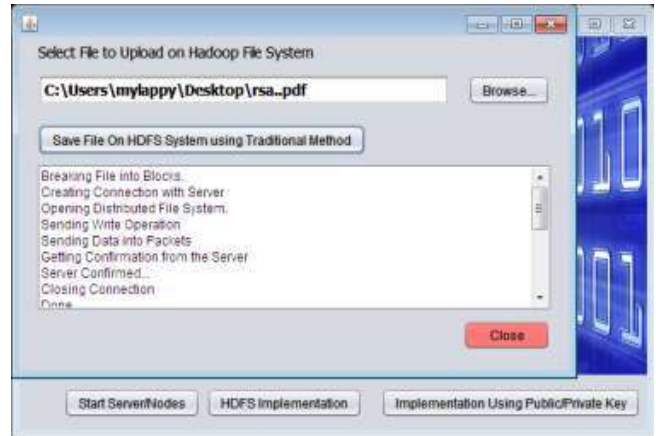 Select File to Upload on Hadoop File System
C:\Users\mylappy\Desktop\rsa..pdf
Browse...
Save File On HDFS System using Traditional Method
Breaking File into Blocks.
Creating Connection with Server
Opening Distributed File System.
Sending Write Operation
Sending Data into Packets
Getting Confirmation from the Server
Server Confirmed...
Closing Connection
Done
Close
Start Server/Nodes
HDFS Implementation
Implementation Using Public/Private Key